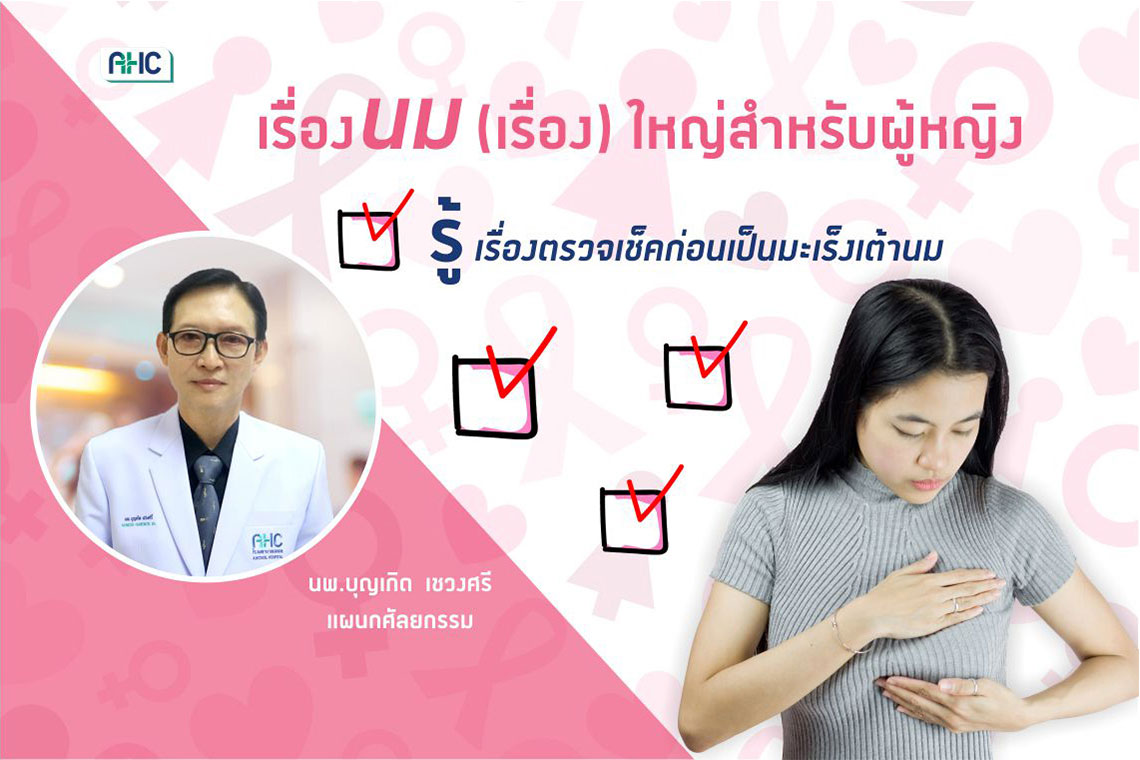 AHC
เรื่องนม (เรื่อง) ใหญ่สำหรับผู้หญิง
รู้ เรื่องตรวจเช็คก่อนเป็นมะเร็งเต้านม
AHC
นพ.บุญเกิด เชวงศรี
แผนกศัลยกรรม